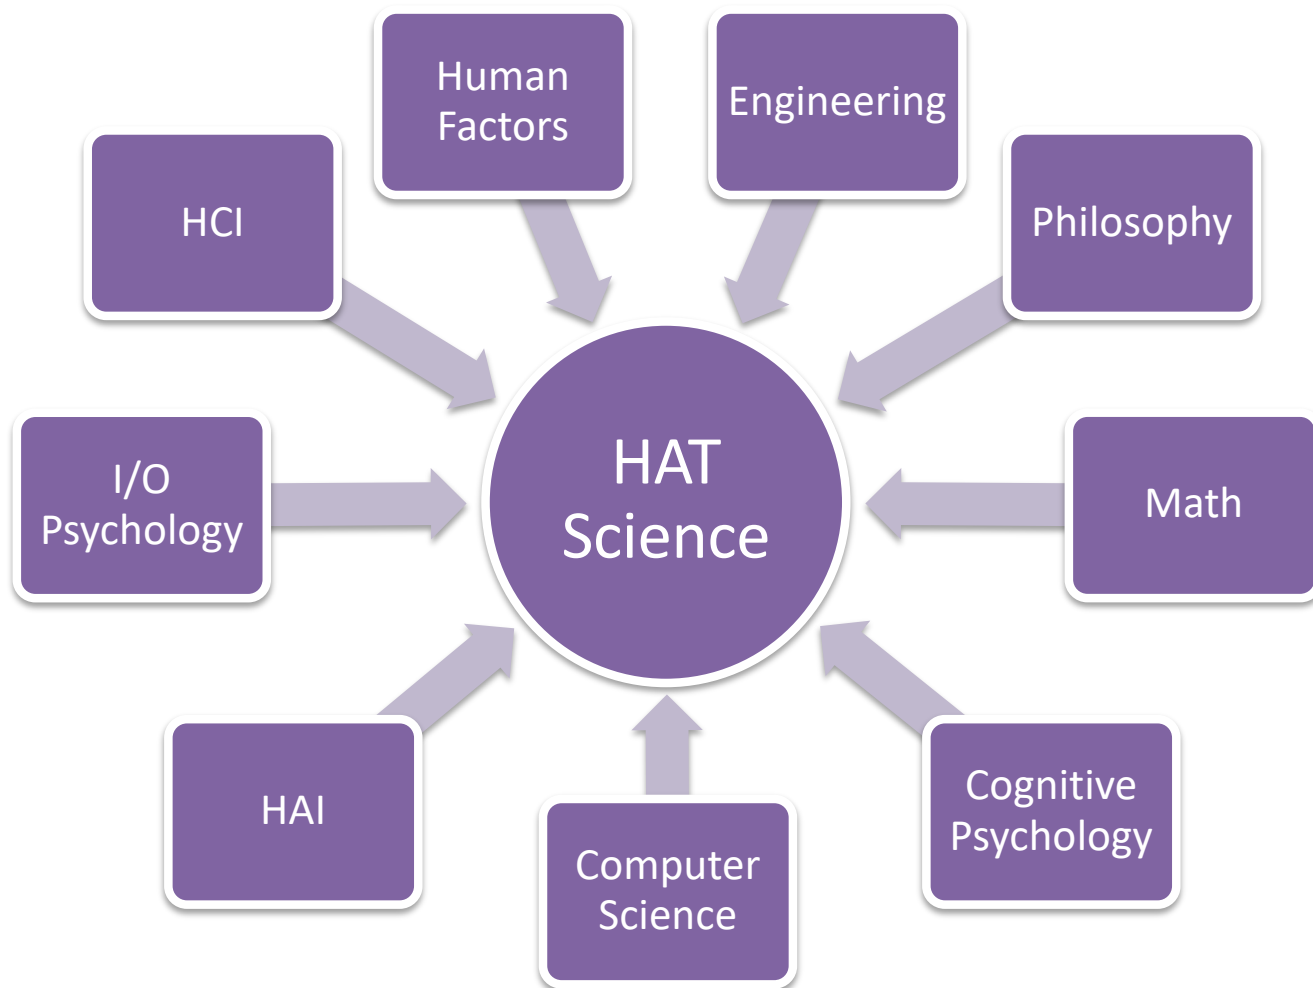 Human
Factors
Engineering
HCI
Philosophy
HAT
Science
I/O
Psychology
Math
HAI
Computer
Science
Cognitive
Psychology